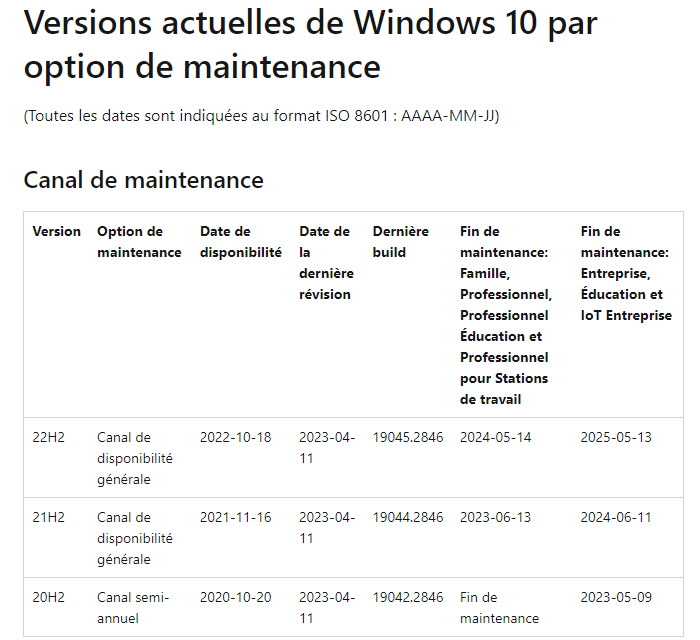 Versions actuelles de Windows 10 par
option de maintenance
(Toutes les dates sont indiquées au format ISO 8601 : AAAA-MM-JJ)
Canal de maintenance
Version
Option de
maintenance
Date de
disponibilité
Date de
la
dernière
révision
Dernière
build
Fin de
maintenance:
Famille,
Professionnel,
Professionnel
Éducation et
Professionnel
pour Stations
de travail
Fin de
maintenance:
Entreprise,
Éducation et
IoT Entreprise
22H2
Canal de
disponibilité
générale
2022-10-18
2023-04-
11
19045.2846
2024-05-14
2025-05-13
21H2
Canal de
disponibilité
générale
2021-11-16
2023-04-
11
19044.2846
2023-06-13
2024-06-11
20H2
Canal semi-
annuel
2020-10-20
2023-04-
11
19042.2846
Fin de
maintenance
2023-05-09